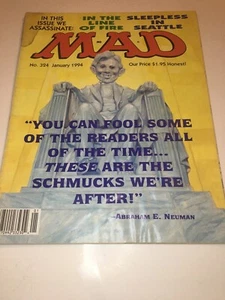 IN THIS
ISSUE WE
ASSASSINATE:
IN THE
LINE
OF FIRE
SLEEPLESS
IN
SEATTLE
MAD
No. 324 January 1994
Our Price $1.95 Honest!
"YOU CAN FOOL SOME
OF THE READERS ALL
OF THE TIME...
THESE ARE THE
SCHMUCKS WE'RE
AFTER!"
–ABRAHAM E. NEUMAN